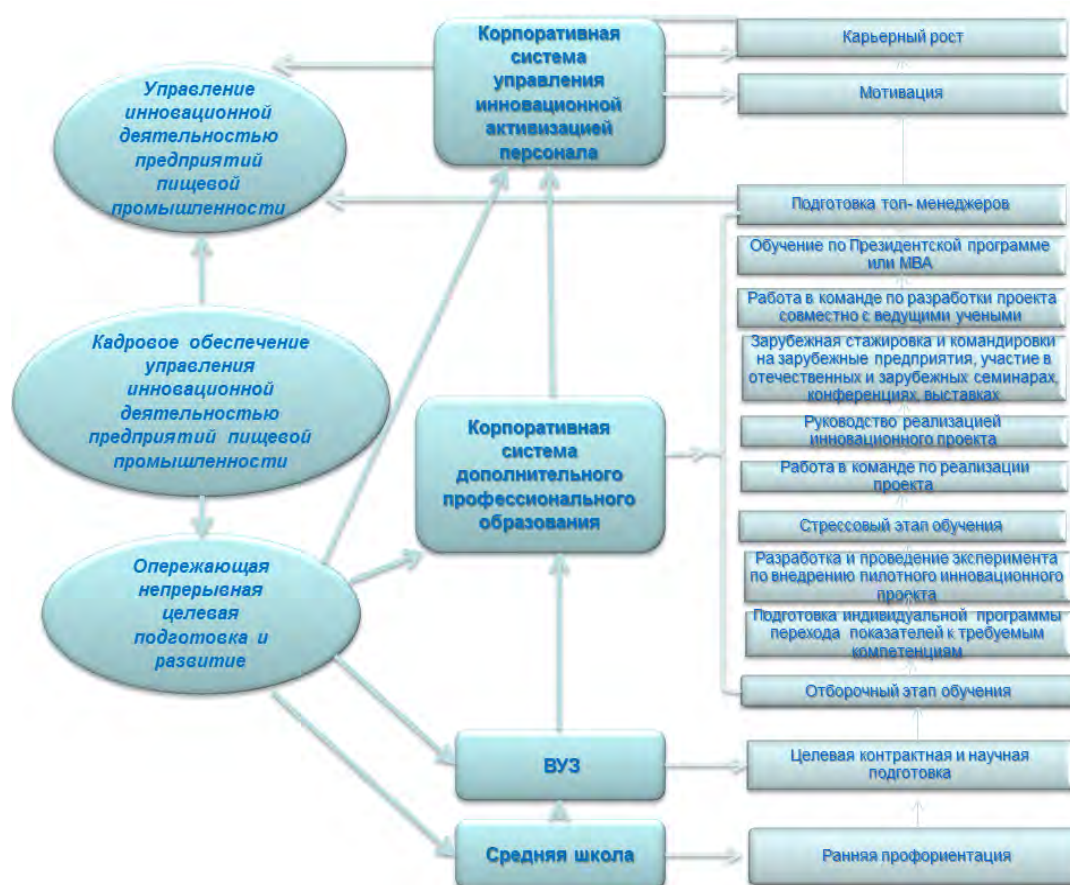 Управление
инновационной
деятельностью
предприятий
пищевой
промышленности
Кадровое обеспечение
управления
инновационной
деятельностью
предприятий пищевой
промышленности
Опережающая
непрерывная
целевая
подготовка и
развитие
Корпоративная
система
управления
инновационной
активизацией
персонала
Корпоративная
система
дополнительного
профессионального
образования
ВУЗ
Средняя школа
Карьерный рост
Мотивация
Подготовка топ- менеджеров
Обучение по Президентской программе
или МВА
Работа в команде по разработки проекта
совместно с ведущими учеными
Зарубежная стажировка и командировки
на зарубежные предприятия, участие в
отечественных и зарубежных семинарах,
конференциях, выставках
Руководство реализацией
инновационного проекта
Работа в команде по реализации
проекта
Стрессовый этап обучения
Разработка и проведение эксперимента
по внедрению пилотного инновационного
проекта
Подготовка индивидуальной программы
перехода показателей к требуемым
компетенциям
Отборочный этап обучения
Целевая контрактная и научная
подготовка
Ранняя профориентация